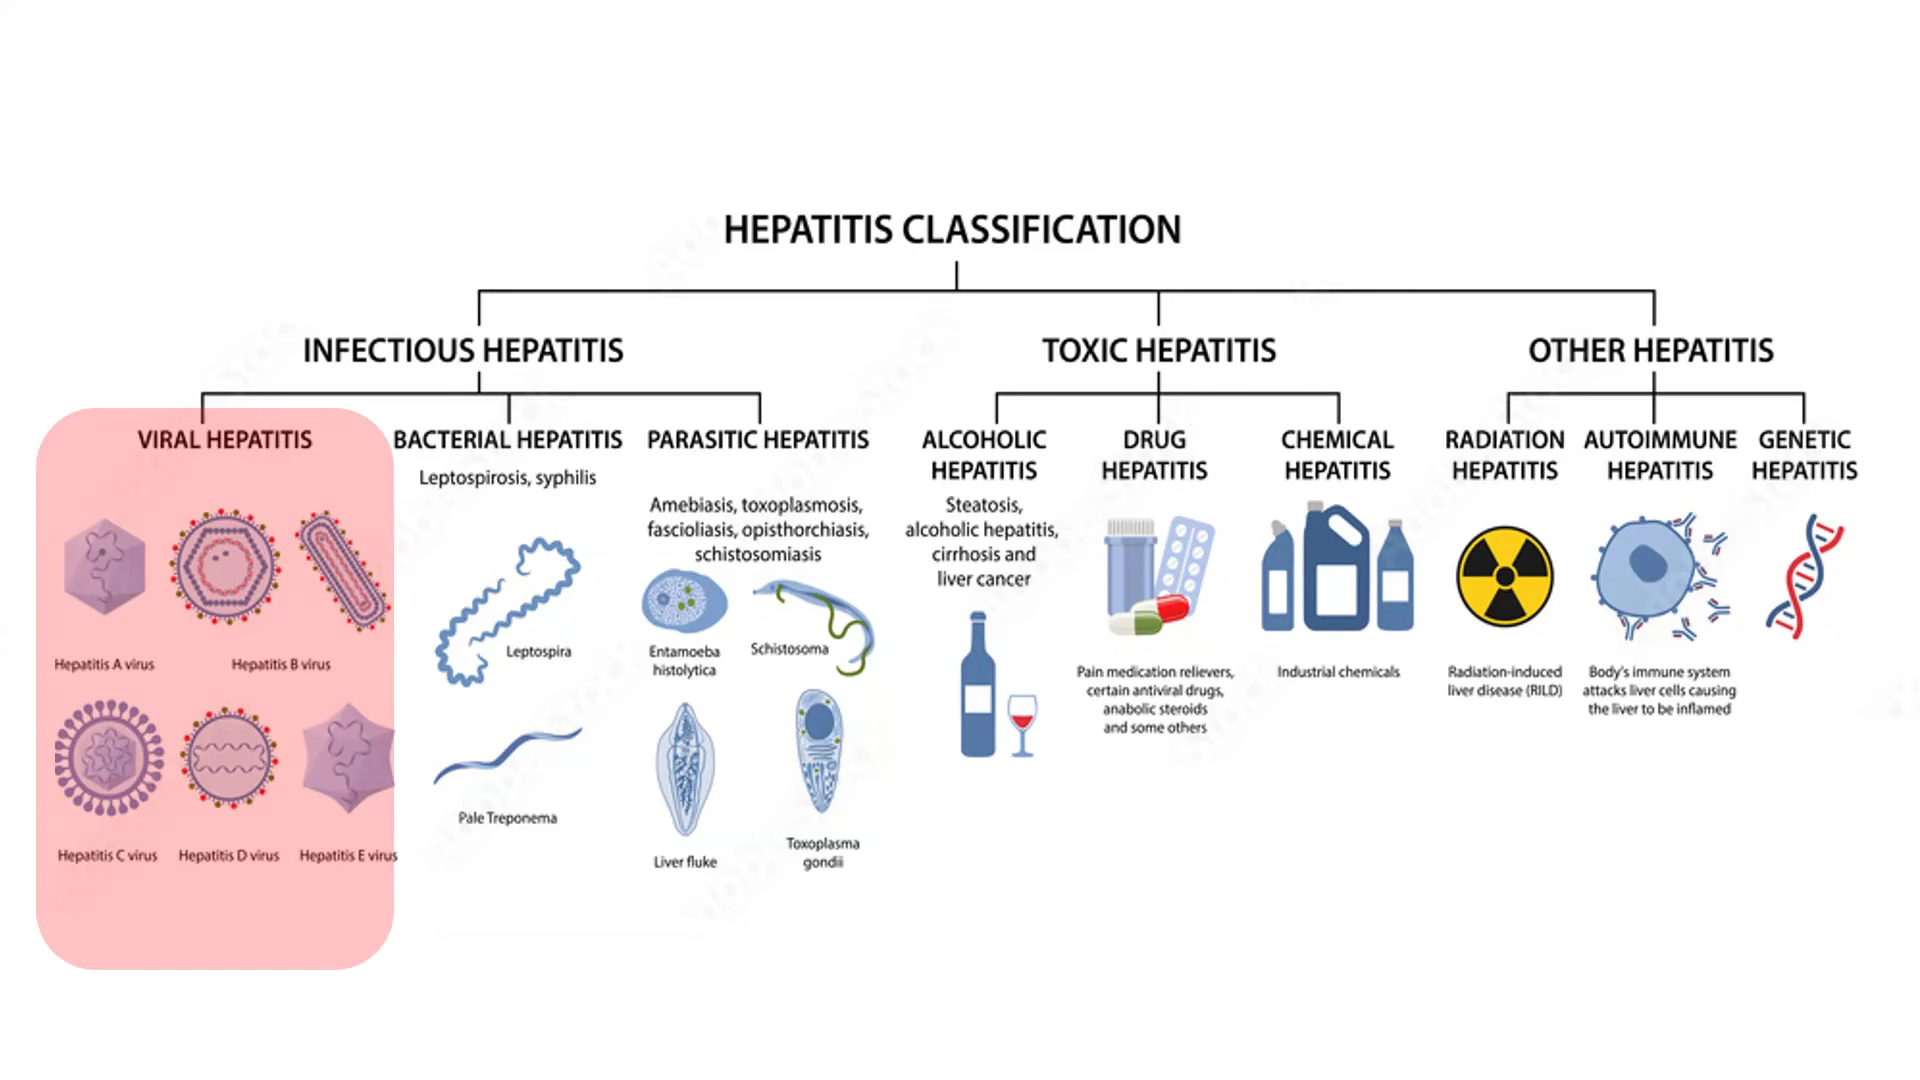 HEPATITIS CLASSIFICATION
INFECTIOUS HEPATITIS
TOXIC HEPATITIS
OTHER HEPATITIS
VIRAL HEPATITIS
Hepatitis A virus
Hepatitis B virus
Hepatitis C virus
Hepatitis D virus
Hepatitis E virus
BACTERIAL HEPATITIS
Leptospirosis, syphilis
Leptospira
Pale Treponema
PARASITIC HEPATITIS
Amebiasis, toxoplasmosis,
fascioliasis, opisthorchiasis,
schistosomiasis
Entamoeba
histolytica
Schistosoma
Liver fluke
Toxoplasma
gondii
ALCOHOLIC
HEPATITIS
Steatosis,
alcoholic hepatitis,
cirrhosis and
liver cancer
DRUG
HEPATITIS
Pain medication relievers,
certain antiviral drugs,
anabolic steroids
and some others
CHEMICAL
HEPATITIS
Industrial chemicals
RADIATION
HEPATITIS
Radiation-induced
liver disease (RILD)
AUTOIMMUNE
HEPATITIS
Body's immune system
attacks liver cells causing
the liver to be inflamed
GENETIC
HEPATITIS